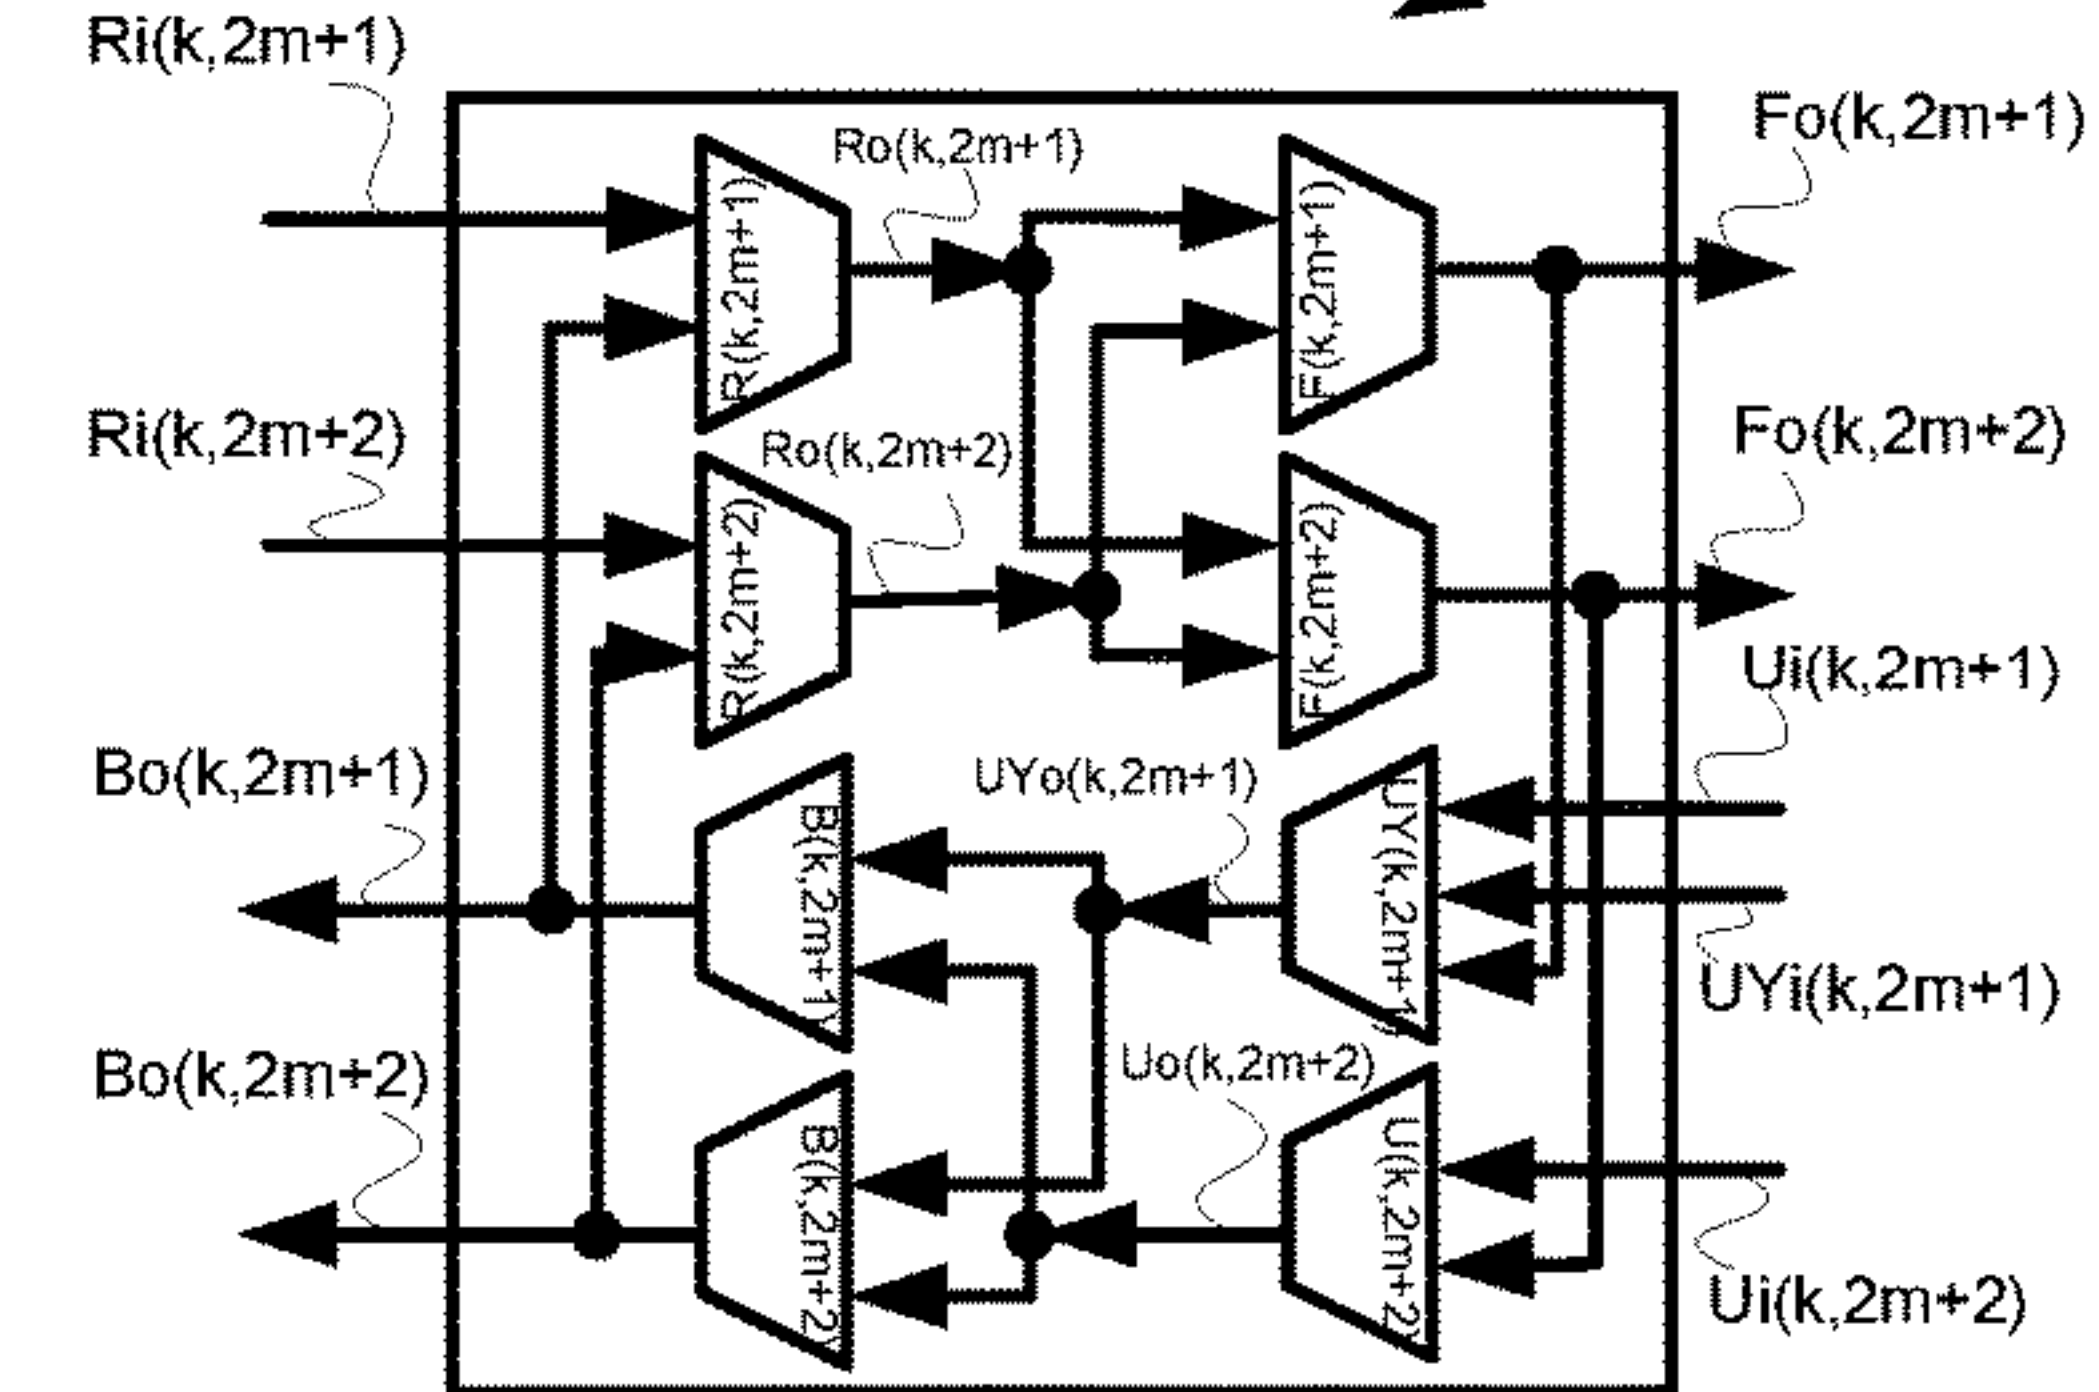 Ri(k,2m+1)
Fo(k,2m+1)
Ro(k,2m+1)
R(k,2m+1)
F(k,2m+1)
Ri(k,2m+2)
Fo(k,2m+2)
Ro(k,2m+2)
R(k,2m+2)
F(k,2m+2)
Ui(k,2m+1)
Bo(k,2m+1)
UYo(k,2m+1)
B(k,2m+1)
UY(k,2m+1)
UYi(k,2m+1)
Bo(k,2m+2)
Uo(k,2m+2)
B(k,2m+2)
U(k,2m+2)
Ui(k,2m+2)